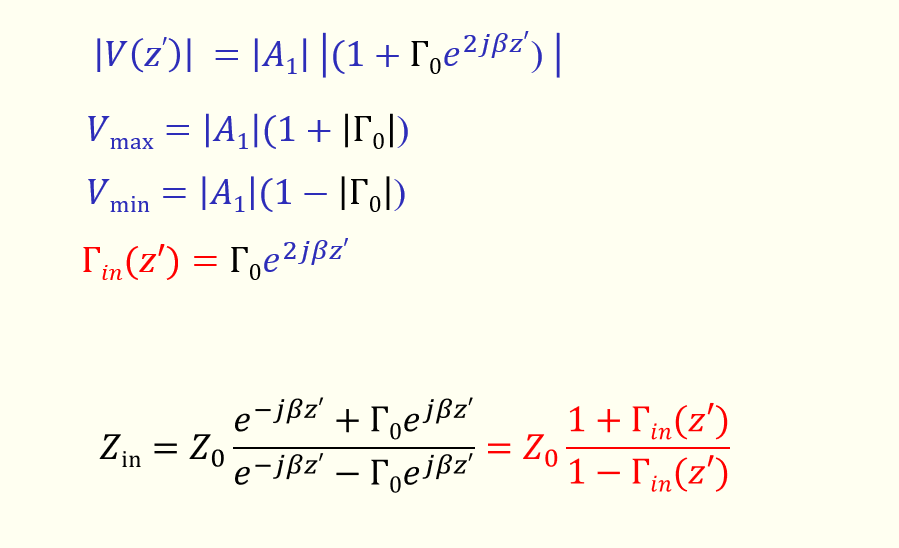 |V(z′)| = |A₁| |(1 + Γ₀e^{2jβz′}) |
V_max = |A₁|(1 + |Γ₀|)
V_min = |A₁|(1 − |Γ₀|)
Γ_in(z′) = Γ₀e^{2jβz′}
Z_in = Z₀ (e^{−jβz′} + Γ₀e^{jβz′})/(e^{−jβz′} − Γ₀e^{jβz′}) = Z₀ (1 + Γ_in(z′))/(1 − Γ_in(z′))